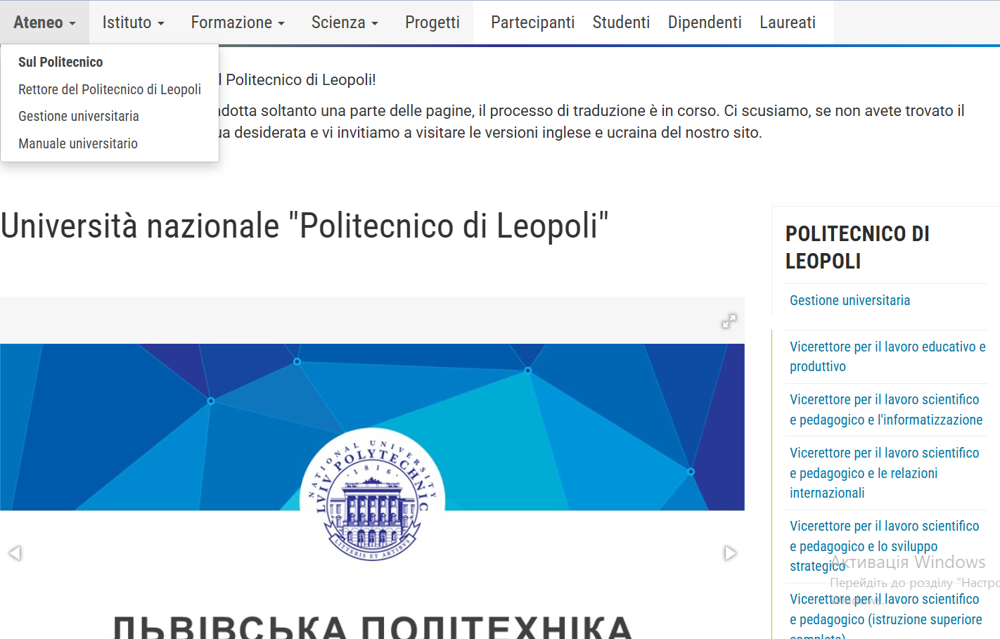 Ateneo Istituto Formazione Scienza Progetti Partecipanti Studenti Dipendenti Laureati
Sul Politecnico
Rettore del Politecnico di Leopoli
Gestione universitaria
Manuale universitario
l Politecnico di Leopoli!
dotta soltanto una parte delle pagine, il processo di traduzione è in corso. Ci scusiamo, se non avete trovato il
desiderata e vi invitiamo a visitare le versioni inglese e ucraina del nostro sito.
Università nazionale "Politecnico di Leopoli"
NATIONAL UNIVERSITY
LVIV POLYTECHNIC
· 1816 ·
LITTERIS ET ARTIBUS
ЛЬВІВСЬКА ПОЛІТЕХНІКА
POLITECNICO DI
LEOPOLI
Gestione universitaria
Vicerettore per il lavoro educativo e
produttivo
Vicerettore per il lavoro scientifico
e pedagogico e l'informatizzazione
Vicerettore per il lavoro scientifico
e pedagogico e le relazioni
internazionali
Vicerettore per il lavoro scientifico
e pedagogico e lo sviluppo
strategico
Vicerettore per il lavoro scientifico
e pedagogico (istruzione superiore
completa)
Активація Windows
Перейдіть до розділу "Настро
Windows.